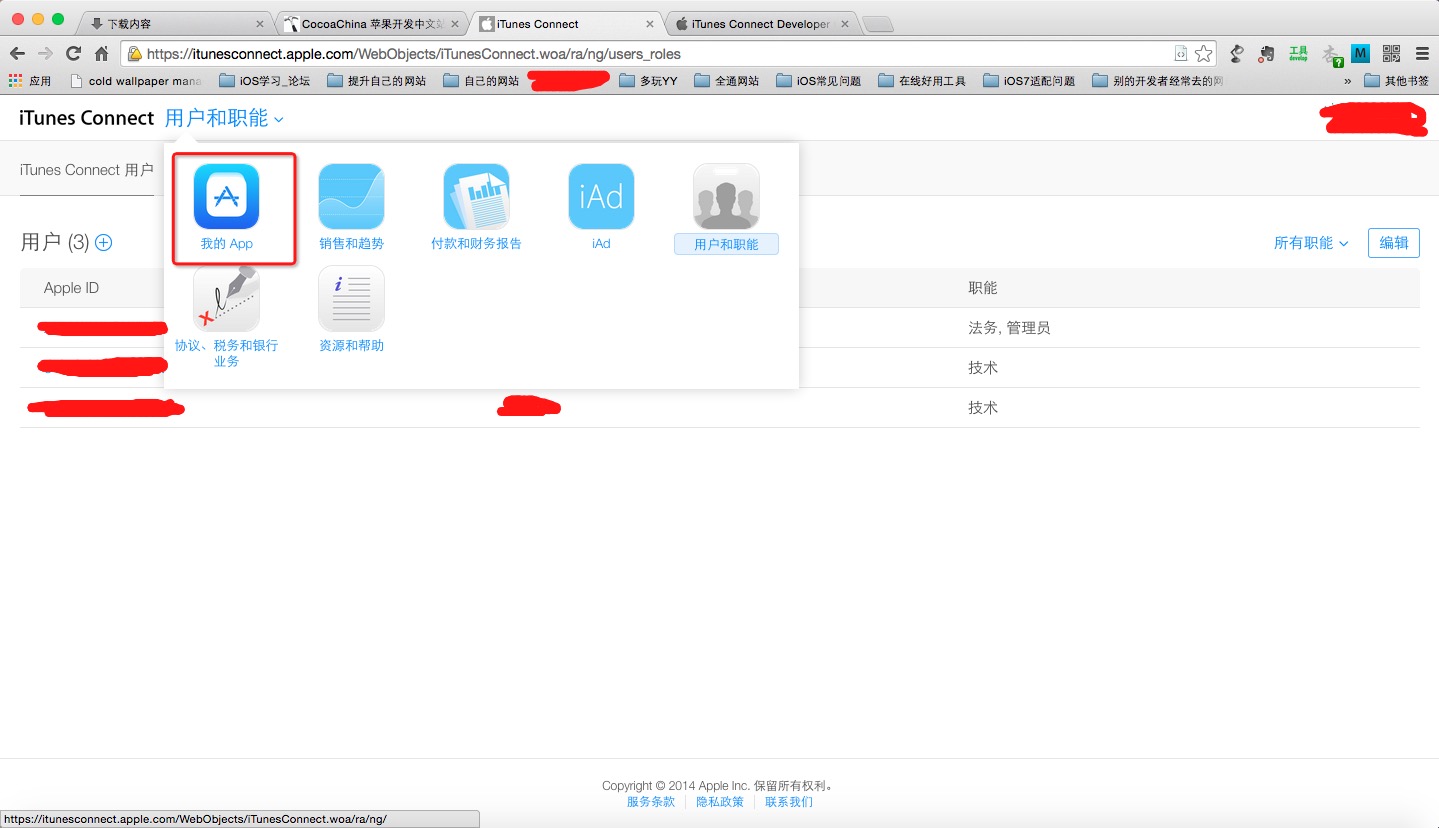 下载内容
CocoaChina 苹果开发中文站
iTunes Connect
iTunes Connect Developer
https://itunesconnect.apple.com/WebObjects/iTunesConnect.woa/ra/ng/users_roles
工具
develop
M
应用
cold wallpaper mana
iOS学习_论坛
提升自己的网站
自己的网站
多玩YY
全通网站
iOS常见问题
在线好用工具
iOS7适配问题
别的开发者经常去的网
»
其他书签
iTunes Connect 用户和职能
iTunes Connect 用户
我的 App
销售和趋势
付款和财务报告
iAd
iAd
用户和职能
协议、税务和银行
业务
资源和帮助
用户 (3)
所有职能
编辑
Apple ID
职能
法务, 管理员
技术
技术
Copyright © 2014 Apple Inc. 保留所有权利。
服务条款
隐私政策
联系我们
https://itunesconnect.apple.com/WebObjects/iTunesConnect.woa/ra/ng/